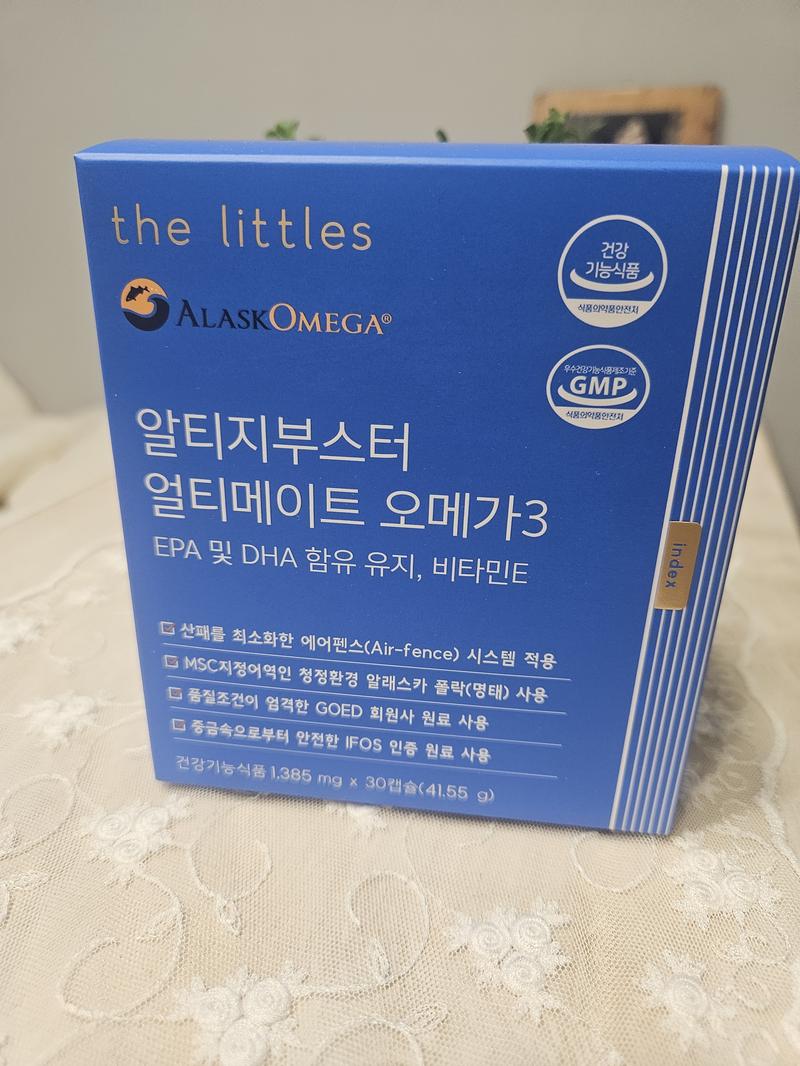 the littles
ALASKOMEGA®
건강
기능식품
식품의약품안전처
우수건강기능식품제조기준
GMP
식품의약품안전처
알티지부스터
얼티메이트 오메가3
EPA 및 DHA 함유 유지, 비타민E
index
산패를 최소화한 에어펜스(Air-fence) 시스템 적용
MSC지정어역인 청정환경 알래스카 폴락(명태) 사용
품질조건이 엄격한 GOED 회원사 원료 사용
중금속으로부터 안전한 IFOS 인증 원료 사용
건강기능식품 1,385 mg x 30캡슐(41.55 g)